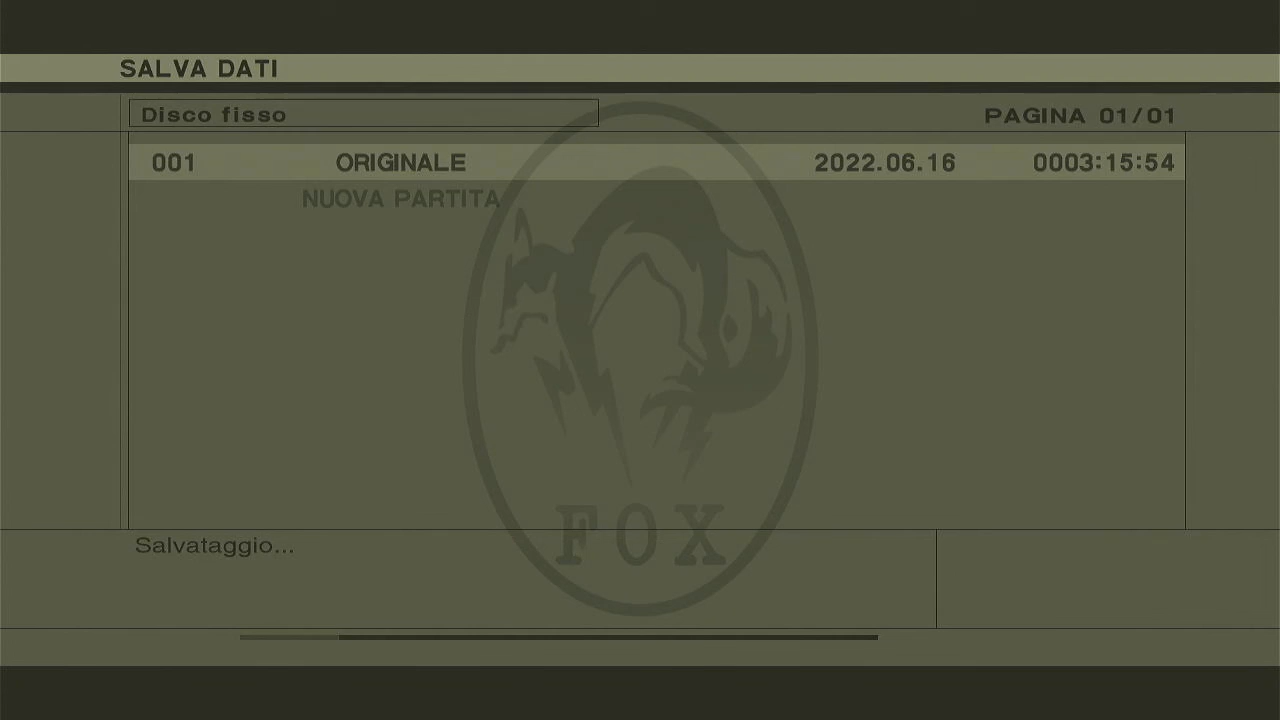 SALVA DATI
Disco fisso PAGINA 01/01
001 ORIGINALE 2022.06.16 0003:15:54
NUOVA PARTITA
FOX
Salvataggio...